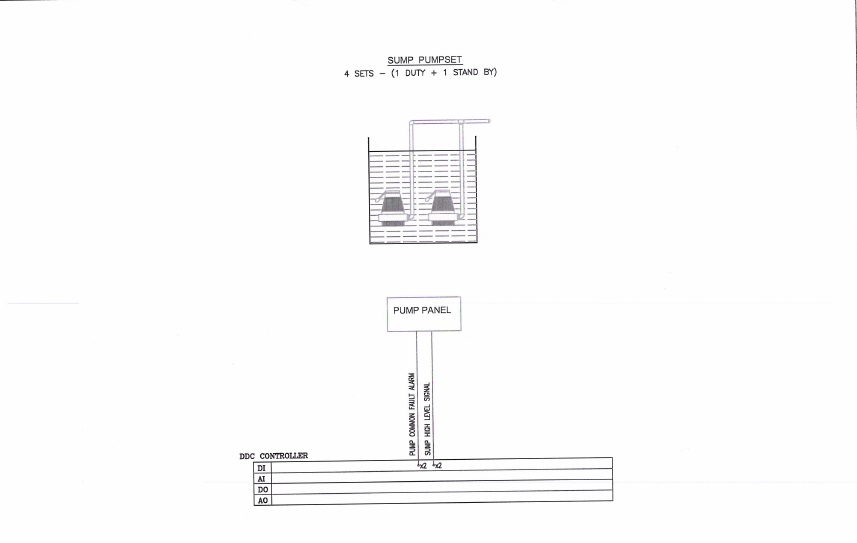 SUMP PUMPSET
4 SETS - (1 DUTY + 1 STAND BY)
PUMP PANEL
PUMP COMMON FAULT ALARM
SUMP HIGH LEVEL SIGNAL
DDC CONTROLLER
DI x2 x2
AI
DO
AO